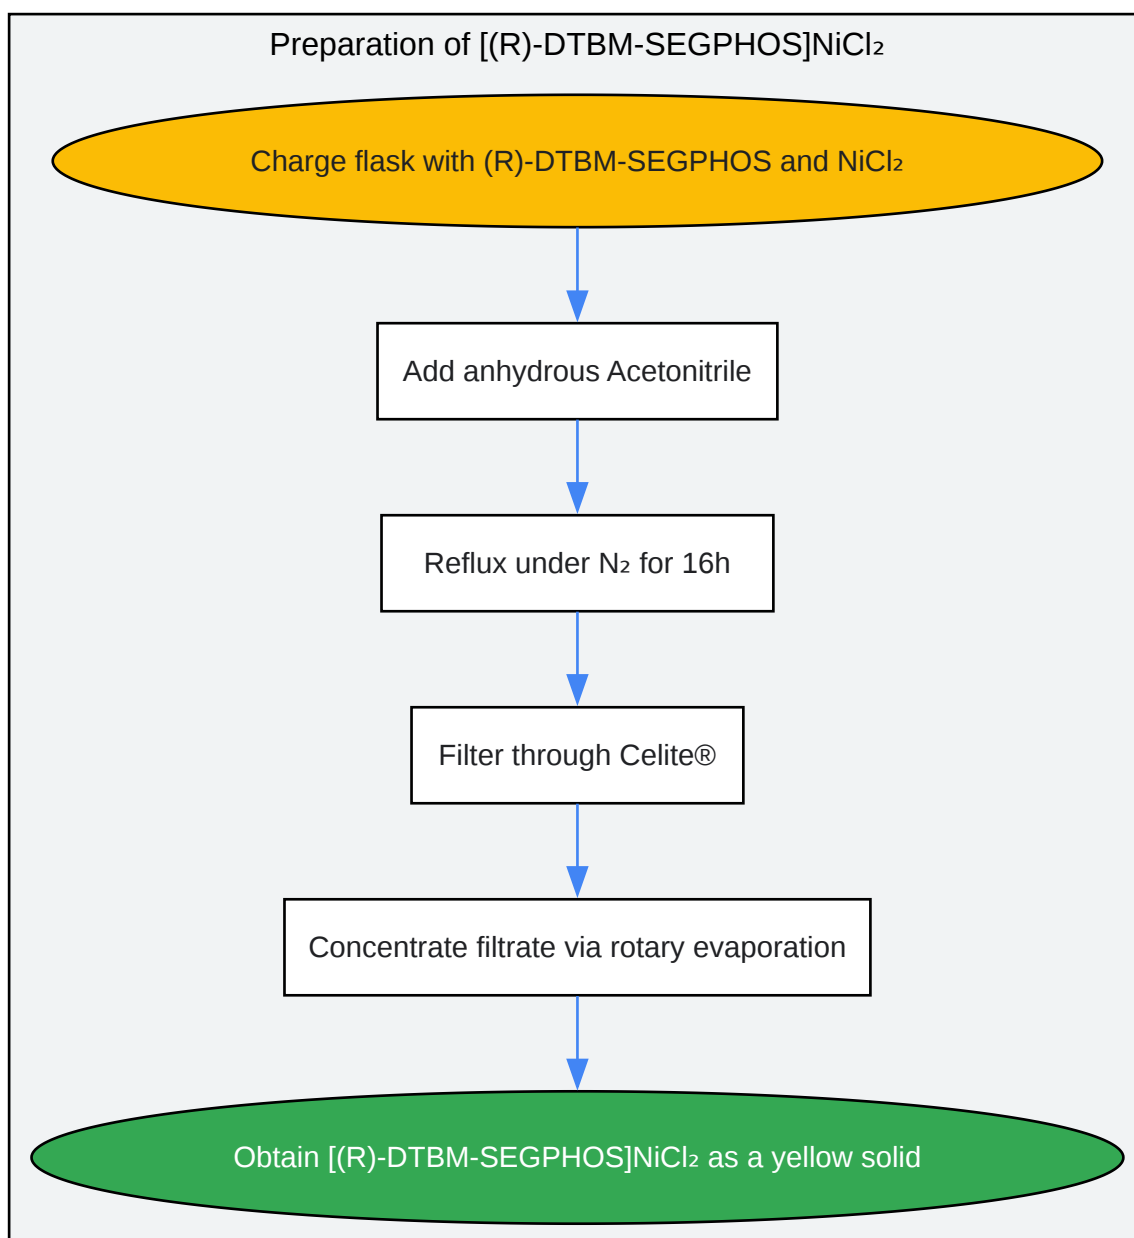 Preparation of [(R)-DTBM-SEGPHOS]NiCl₂
Charge flask with (R)-DTBM-SEGPHOS and NiCl₂
Add anhydrous Acetonitrile
Reflux under N₂ for 16h
Filter through Celite®
Concentrate filtrate via rotary evaporation
Obtain [(R)-DTBM-SEGPHOS]NiCl₂ as a yellow solid